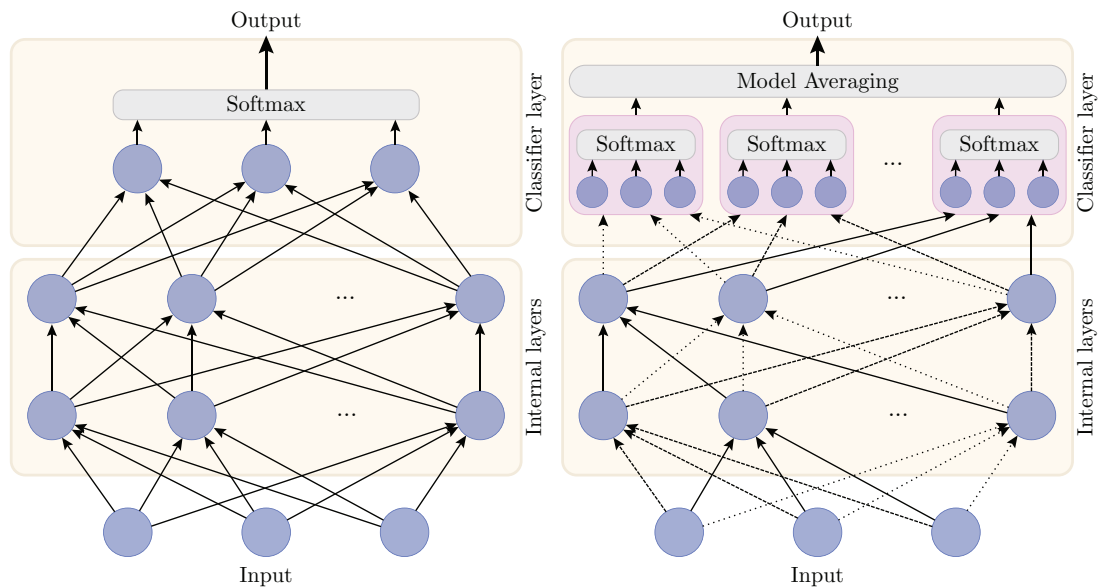 Output
Softmax
Classifier layer
...
...
Internal layers
Input
Output
Model Averaging
Softmax
Softmax
...
Softmax
Classifier layer
...
...
Internal layers
Input